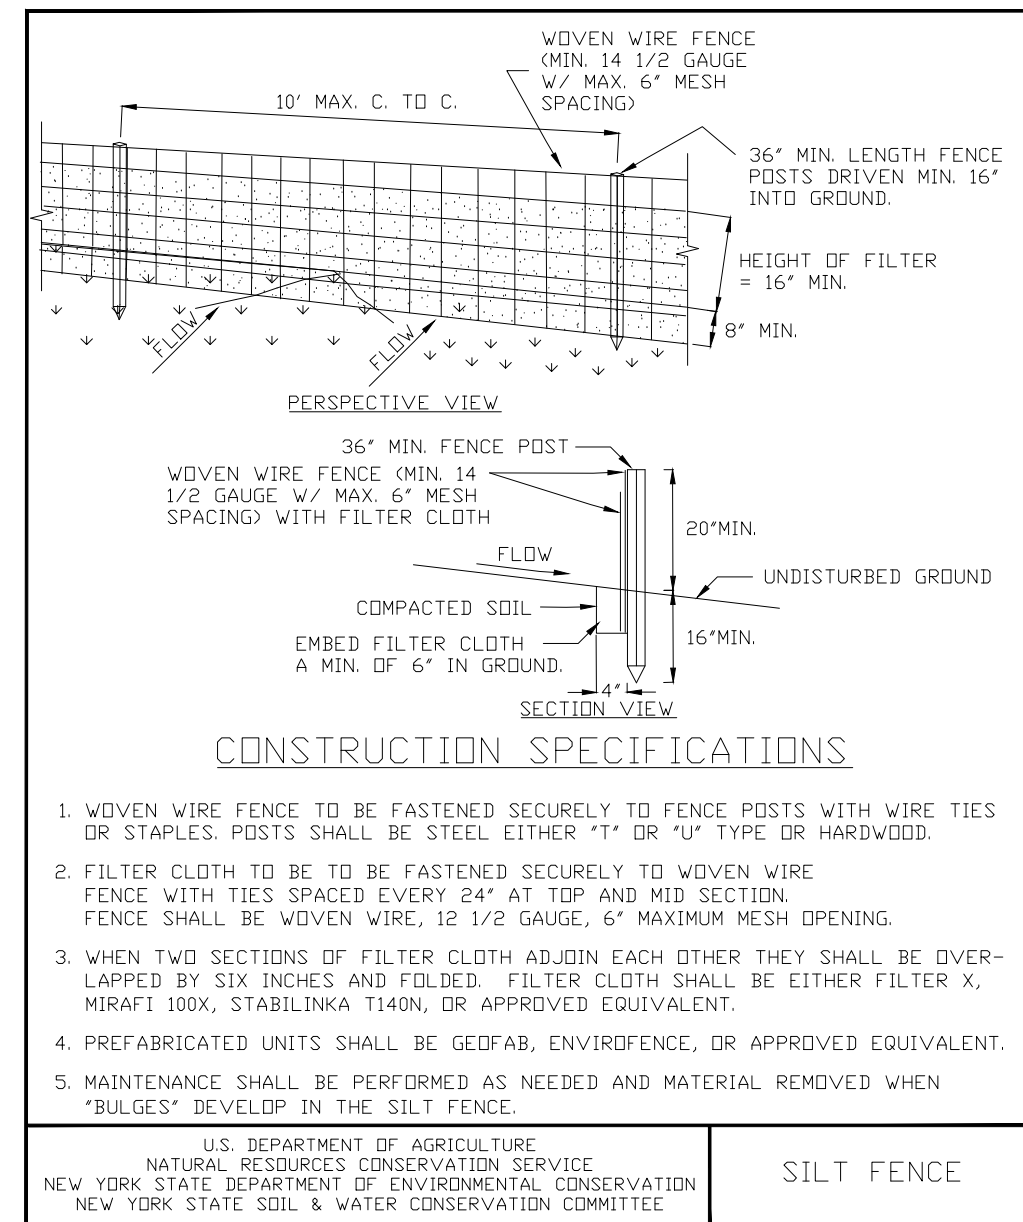 WOVEN WIRE FENCE
(MIN. 14 1/2 GAUGE
W/ MAX. 6" MESH
SPACING)
10' MAX. C. TO C.
36" MIN. LENGTH FENCE
POSTS DRIVEN MIN. 16"
INTO GROUND.
HEIGHT OF FILTER
= 16" MIN.
8" MIN.
FLOW
FLOW
PERSPECTIVE VIEW
36" MIN. FENCE POST
WOVEN WIRE FENCE (MIN. 14
1/2 GAUGE W/ MAX. 6" MESH
SPACING) WITH FILTER CLOTH
20"MIN.
FLOW
UNDISTURBED GROUND
COMPACTED SOIL
EMBED FILTER CLOTH
A MIN. OF 6" IN GROUND.
16"MIN.
4"
SECTION VIEW
CONSTRUCTION SPECIFICATIONS
1. WOVEN WIRE FENCE TO BE FASTENED SECURELY TO FENCE POSTS WITH WIRE TIES
OR STAPLES. POSTS SHALL BE STEEL EITHER "T" OR "U" TYPE OR HARDWOOD.
2. FILTER CLOTH TO BE TO BE FASTENED SECURELY TO WOVEN WIRE
FENCE WITH TIES SPACED EVERY 24" AT TOP AND MID SECTION.
FENCE SHALL BE WOVEN WIRE, 12 1/2 GAUGE, 6" MAXIMUM MESH OPENING.
3. WHEN TWO SECTIONS OF FILTER CLOTH ADJOIN EACH OTHER THEY SHALL BE OVER-
LAPPED BY SIX INCHES AND FOLDED. FILTER CLOTH SHALL BE EITHER FILTER X,
MIRAFI 100X, STABILINKA T140N, OR APPROVED EQUIVALENT.
4. PREFABRICATED UNITS SHALL BE GEOFAB, ENVIROFENCE, OR APPROVED EQUIVALENT.
5. MAINTENANCE SHALL BE PERFORMED AS NEEDED AND MATERIAL REMOVED WHEN
"BULGES" DEVELOP IN THE SILT FENCE.
U.S. DEPARTMENT OF AGRICULTURE
NATURAL RESOURCES CONSERVATION SERVICE
NEW YORK STATE DEPARTMENT OF ENVIRONMENTAL CONSERVATION
NEW YORK STATE SOIL & WATER CONSERVATION COMMITTEE
SILT FENCE